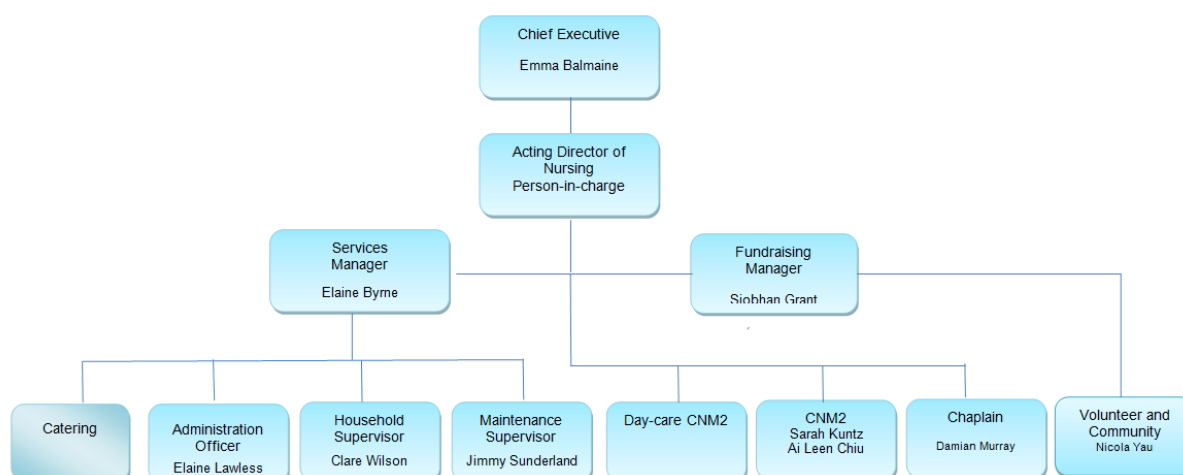 Chief Executive
Emma Balmaine
Acting Director of
Nursing
Person-in-charge
Services
Manager
Elaine Byrne
Fundraising
Manager
Siobhan Grant
Catering
Administration
Officer
Elaine Lawless
Household
Supervisor
Clare Wilson
Maintenance
Supervisor
Jimmy Sunderland
Day-care CNM2
CNM2
Sarah Kuntz
Ai Leen Chiu
Chaplain
Damian Murray
Volunteer and
Community
Nicola Yau